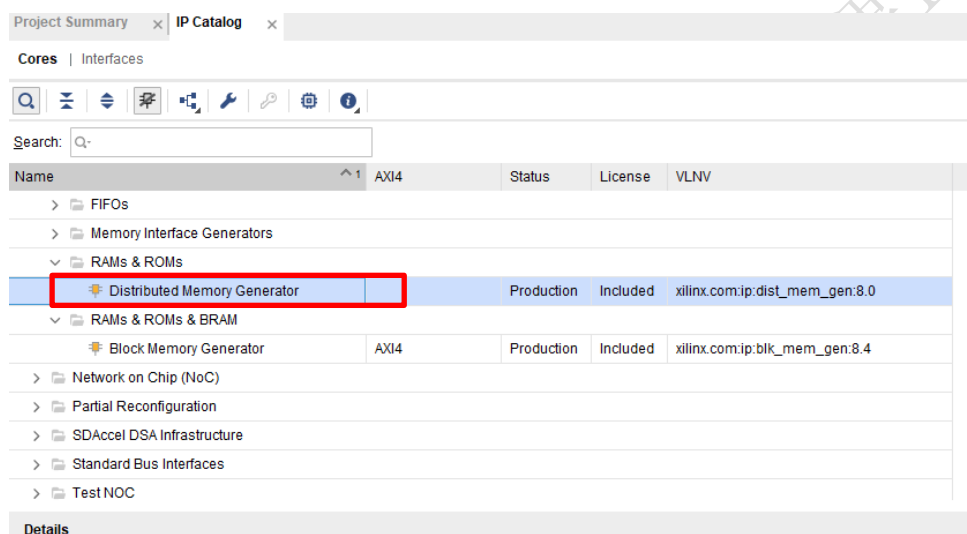 Project Summary × IP Catalog ×
Cores | Interfaces
Search: Q-
Name ^ 1 AXI4 Status License VLNV
> FIFOs
> Memory Interface Generators
RAMs & ROMs
Distributed Memory Generator Production Included xilinx.com:ip:dist_mem_gen:8.0
RAMs & ROMs & BRAM
Block Memory Generator AXI4 Production Included xilinx.com:ip:blk_mem_gen:8.4
> Network on Chip (NoC)
> Partial Reconfiguration
> SDAccel DSA Infrastructure
> Standard Bus Interfaces
> Test NOC
Details